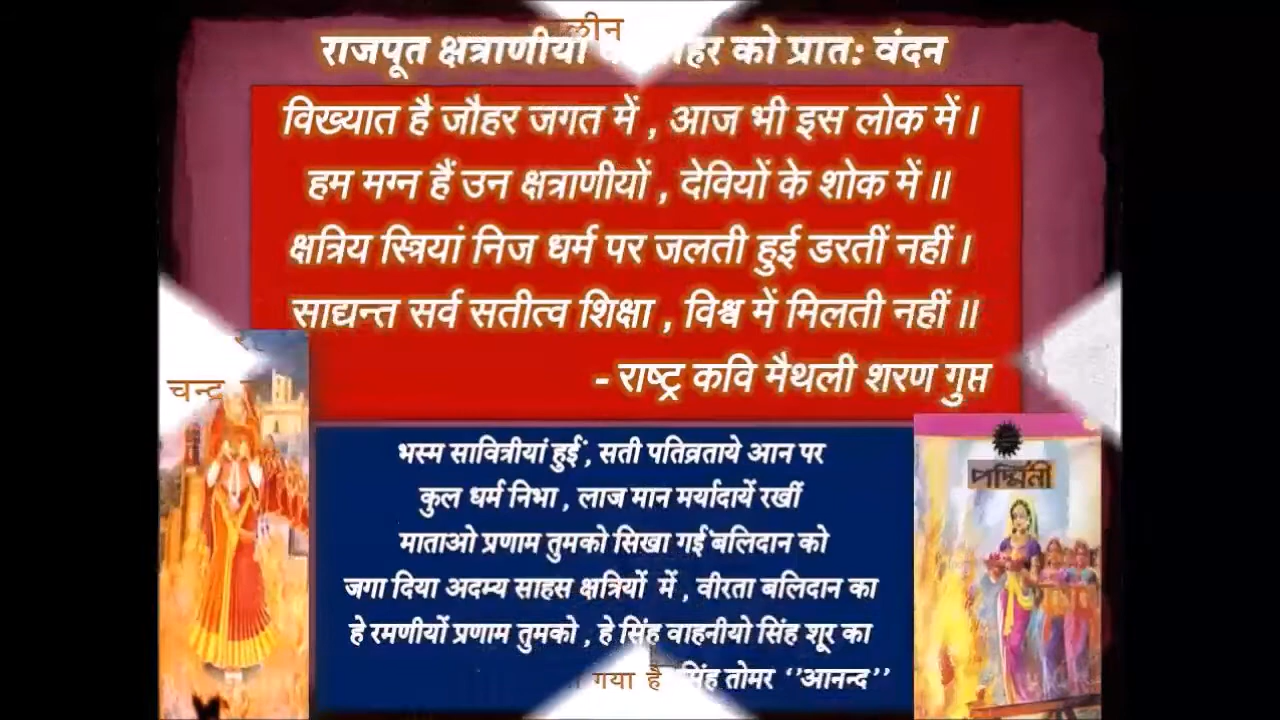 लीन
राजपूत क्षत्राणीयों को प्रात: वंदन
विख्यात है जौहर जगत में , आज भी इस लोक में ।
हम मग्न हैं उन क्षत्राणीयों , देवियों के शोक में ॥
क्षत्रिय स्त्रियां निज धर्म पर जलती हुई डरतीं नहीं ।
साद्यन्त सर्व सतीत्व शिक्षा , विश्व में मिलती नहीं ॥
- राष्ट्र कवि मैथली शरण गुप्त
चन्द्र
भस्म सावित्रीयां हुईं , सती पतिव्रताये आन पर
कुल धर्म निभा , लाज मान मर्यादायें रखीं
माताओ प्रणाम तुमको सिखा गईं बलिदान को
जगा दिया अदम्य साहस क्षत्रियों में , वीरता बलिदान का
हे रमणीयों प्रणाम तुमको , हे सिंह वाहनीयो सिंह शूर का
गया है सिंह तोमर ‘’आनन्द’’
পদ্মিনী